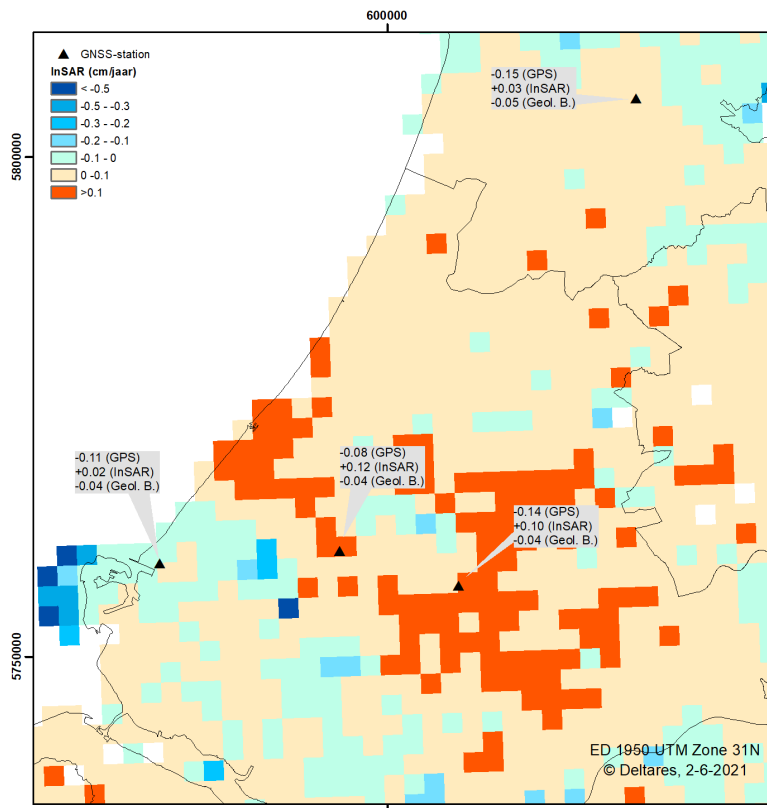 600000
GNSS-station
InSAR (cm/jaar)
< -0.5
-0.5 - -0.3
-0.3 - -0.2
-0.2 - -0.1
-0.1 - 0
0 -0.1
>0.1
-0.15 (GPS)
+0.03 (InSAR)
-0.05 (Geol. B.)
5800000
-0.11 (GPS)
+0.02 (InSAR)
-0.04 (Geol. B.)
-0.08 (GPS)
+0.12 (InSAR)
-0.04 (Geol. B.)
-0.14 (GPS)
+0.10 (InSAR)
-0.04 (Geol. B.)
5750000
ED 1950 UTM Zone 31N
© Deltares, 2-6-2021